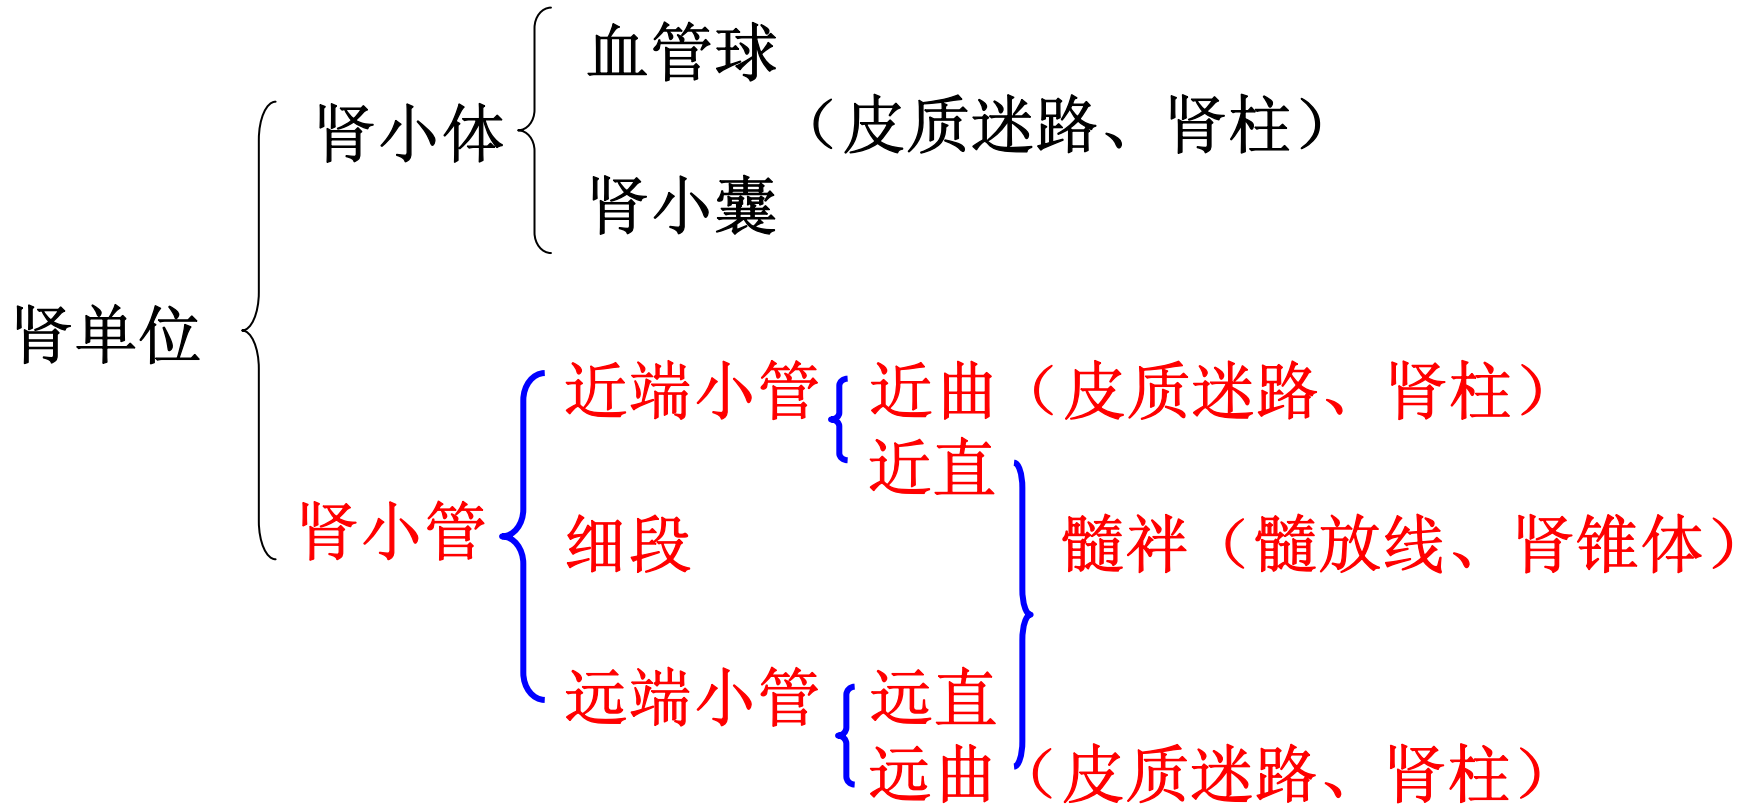 血管球
肾小体
（皮质迷路、肾柱）
肾小囊
肾单位
近端小管 近曲（皮质迷路、肾柱）
近直
肾小管
细段
髓袢（髓放线、肾锥体）
远端小管 远直
远曲（皮质迷路、肾柱）